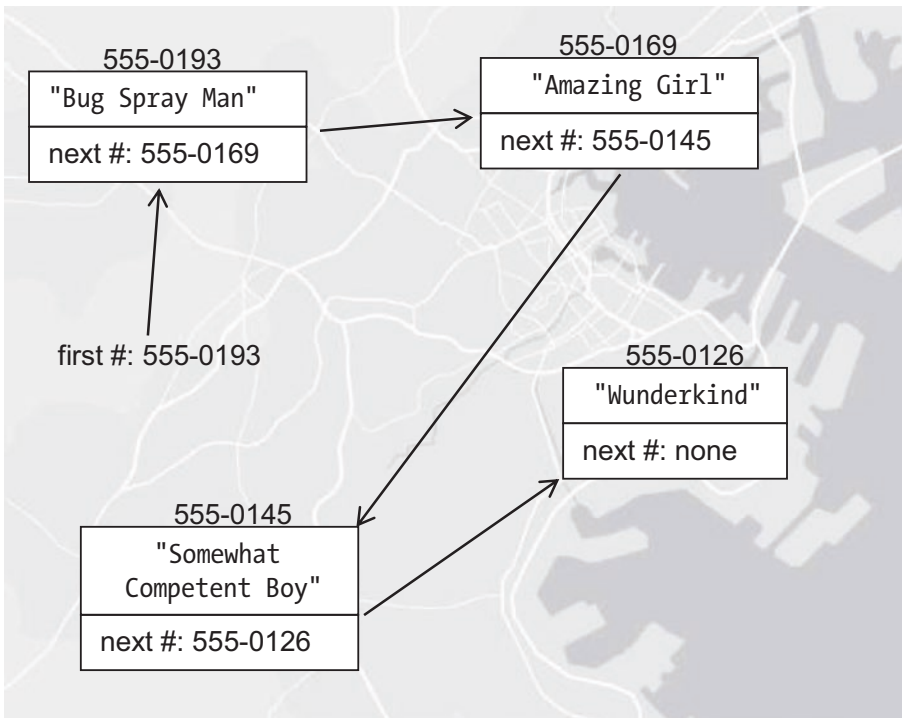 555-0193
"Bug Spray Man"
next #: 555-0169
555-0169
"Amazing Girl"
next #: 555-0145
first #: 555-0193
555-0126
"Wunderkind"
next #: none
555-0145
"Somewhat
Competent Boy"
next #: 555-0126